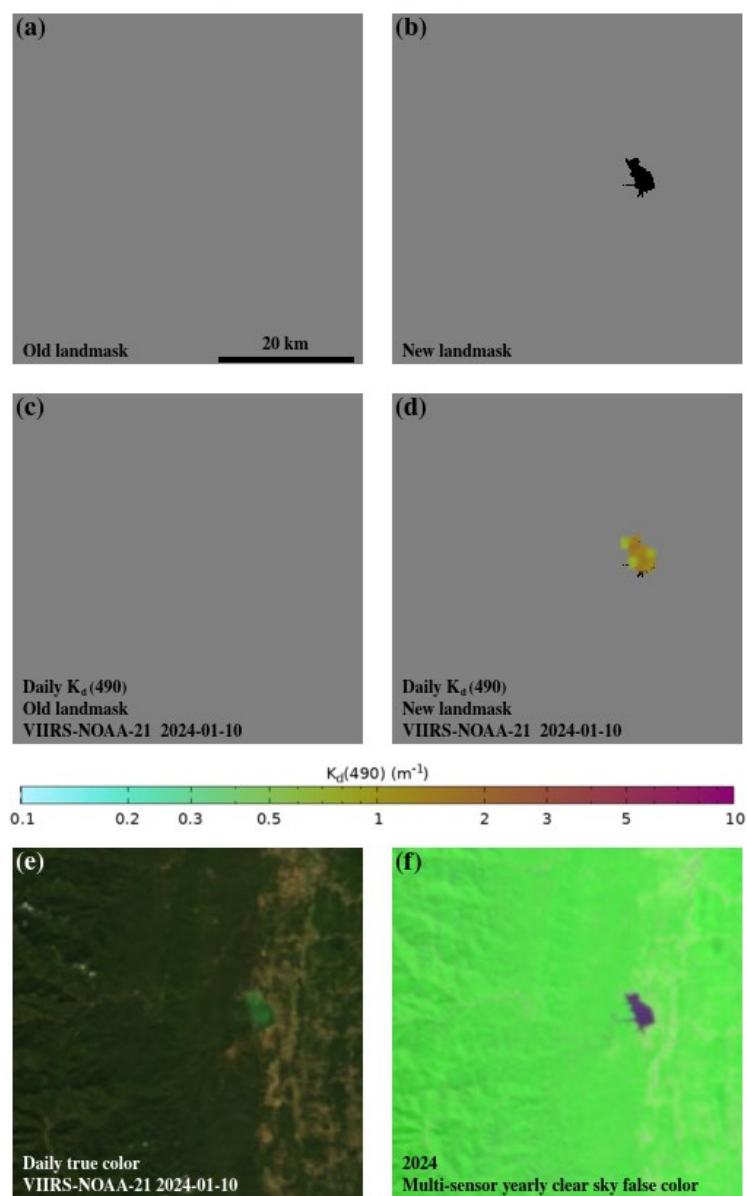 (a)
(b)
Old landmask
20 km
New landmask
(c)
(d)
Daily K_d(490)
Old landmask
VIIRS-NOAA-21 2024-01-10
Daily K_d(490)
New landmask
VIIRS-NOAA-21 2024-01-10
K_d(490) (m⁻¹)
0.1 0.2 0.3 0.5 1 2 3 5 10
(e)
(f)
Daily true color
VIIRS-NOAA-21 2024-01-10
2024
Multi-sensor yearly clear sky false color